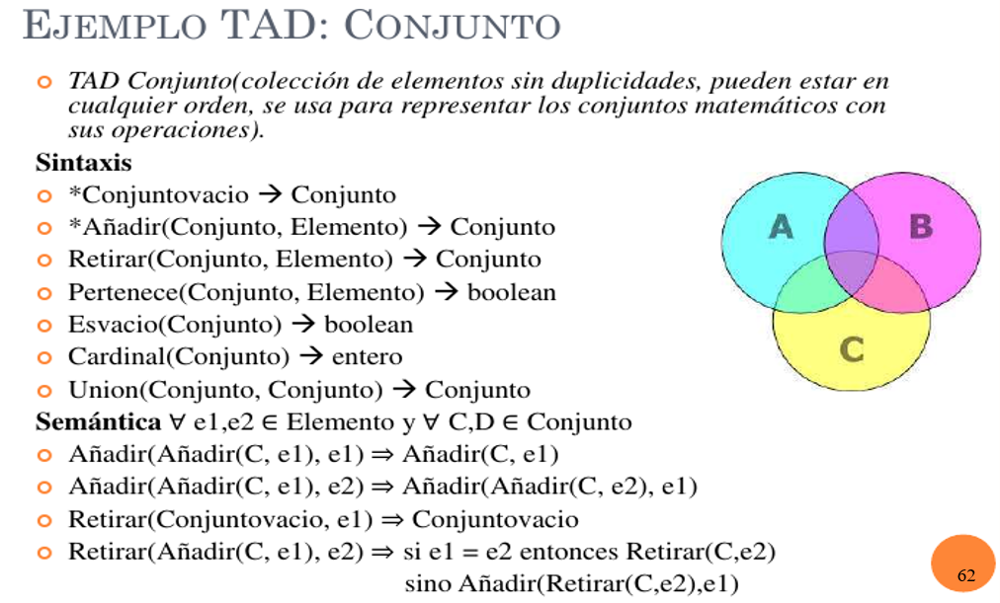 EJEMPLO TAD: CONJUNTO
TAD Conjunto(colección de elementos sin duplicidades, pueden estar en
cualquier orden, se usa para representar los conjuntos matemáticos con
sus operaciones).
Sintaxis
*Conjuntovacio → Conjunto
*Añadir(Conjunto, Elemento) → Conjunto
Retirar(Conjunto, Elemento) → Conjunto
Pertenece(Conjunto, Elemento) → boolean
Esvacio(Conjunto) → boolean
Cardinal(Conjunto) → entero
Union(Conjunto, Conjunto) → Conjunto
Semántica ∀ e1,e2 ∈ Elemento y ∀ C,D ∈ Conjunto
Añadir(Añadir(C, e1), e1) ⇒ Añadir(C, e1)
Añadir(Añadir(C, e1), e2) ⇒ Añadir(Añadir(C, e2), e1)
Retirar(Conjuntovacio, e1) ⇒ Conjuntovacio
Retirar(Añadir(C, e1), e2) ⇒ si e1 = e2 entonces Retirar(C,e2)
sino Añadir(Retirar(C,e2),e1)
A
B
C
62